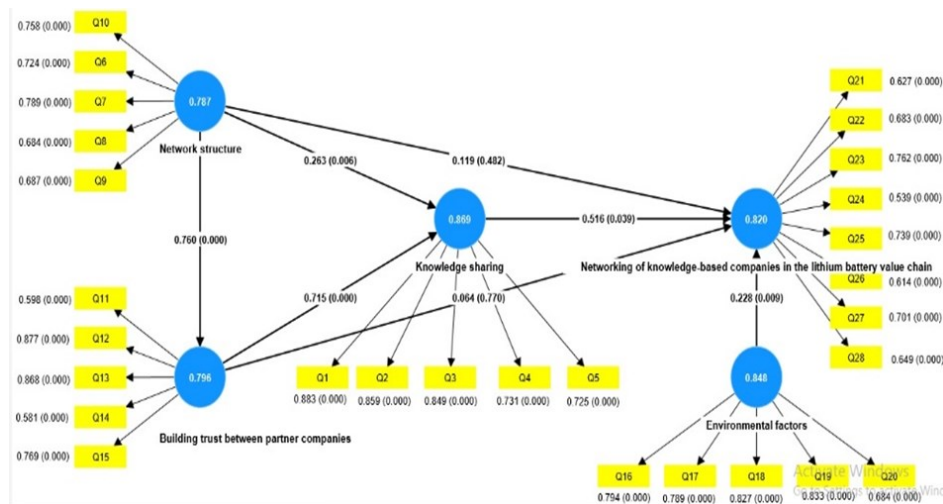 0.758 (0.000) Q10
0.724 (0.000) Q6
0.789 (0.000) Q7
0.684 (0.000) Q8
0.687 (0.000) Q9
0.787
Network structure
0.263 (0.006)
0.119 (0.482)
0.760 (0.000)
0.869
Knowledge sharing
0.516 (0.039)
0.820
Networking of knowledge-based companies in the lithium battery value chain
Q21 0.627 (0.000)
Q22 0.683 (0.000)
Q23 0.762 (0.000)
Q24 0.539 (0.000)
Q25 0.739 (0.000)
Q26 0.614 (0.000)
Q27 0.701 (0.000)
Q28 0.649 (0.000)
0.715 (0.000)
0.064 (0.770)
0.228 (0.009)
0.598 (0.000) Q11
0.877 (0.000) Q12
0.868 (0.000) Q13
0.581 (0.000) Q14
0.769 (0.000) Q15
0.796
Building trust between partner companies
Q1 Q2 Q3 Q4 Q5
0.883 (0.000) 0.859 (0.000) 0.849 (0.000) 0.731 (0.000) 0.725 (0.000)
0.848
Environmental factors
Q16 Q17 Q18 Q19 Q20
0.794 (0.000) 0.789 (0.000) 0.827 (0.000) 0.833 (0.000) 0.684 (0.000)
Activate Windows
Go to Settings to activate Wind